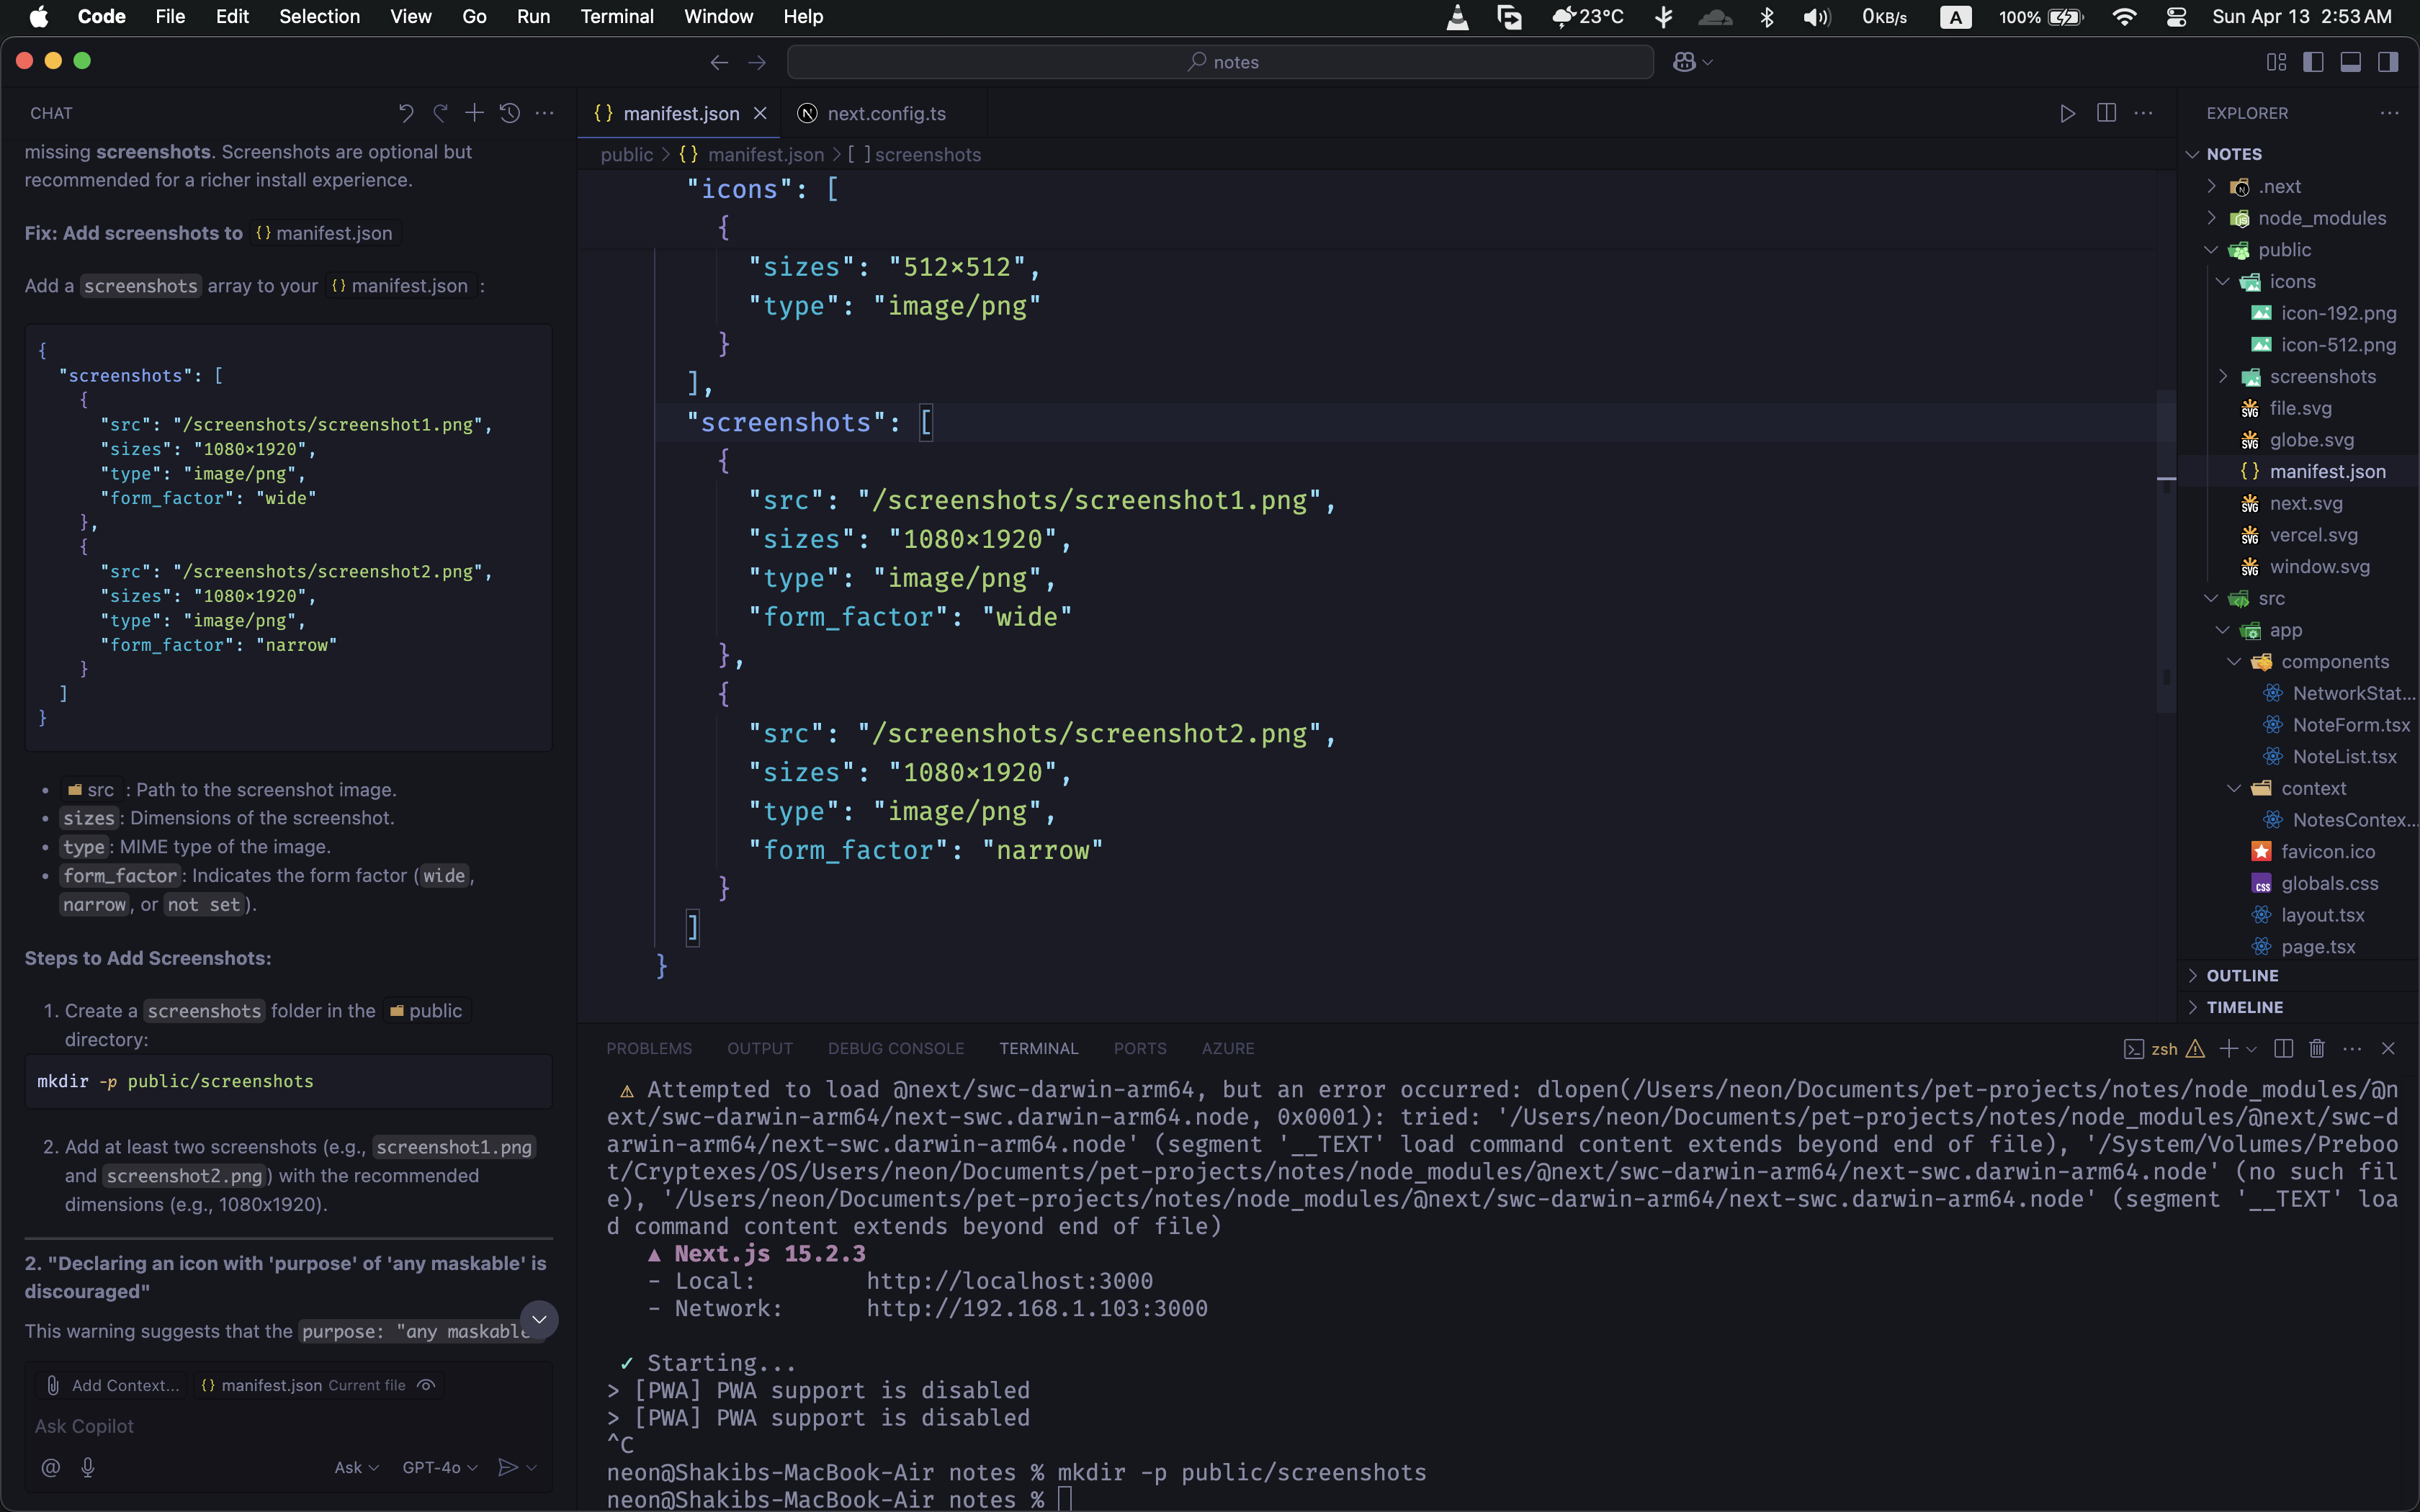 Code File Edit Selection View Go Run Terminal Window Help
23°C 0KB/s A 100% Sun Apr 13 2:53 AM
notes
CHAT
missing screenshots. Screenshots are optional but
recommended for a richer install experience.
Fix: Add screenshots to {} manifest.json
Add a screenshots array to your {} manifest.json :
{
"screenshots": [
{
"src": "/screenshots/screenshot1.png",
"sizes": "1080×1920",
"type": "image/png",
"form_factor": "wide"
},
{
"src": "/screenshots/screenshot2.png",
"sizes": "1080×1920",
"type": "image/png",
"form_factor": "narrow"
}
]
}
• src : Path to the screenshot image.
• sizes: Dimensions of the screenshot.
• type: MIME type of the image.
• form_factor: Indicates the form factor (wide,
narrow, or not set).
Steps to Add Screenshots:
1. Create a screenshots folder in the public
directory:
mkdir -p public/screenshots
2. Add at least two screenshots (e.g., screenshot1.png
and screenshot2.png) with the recommended
dimensions (e.g., 1080x1920).
2. "Declaring an icon with 'purpose' of 'any maskable' is
discouraged"
This warning suggests that the purpose: "any maskable
Add Context... {} manifest.json Current file
Ask Copilot
@ Ask GPT-4o
{} manifest.json next.config.ts
public > {} manifest.json > [ ] screenshots
"icons": [
{
"sizes": "512×512",
"type": "image/png"
}
],
"screenshots": [
{
"src": "/screenshots/screenshot1.png",
"sizes": "1080×1920",
"type": "image/png",
"form_factor": "wide"
},
{
"src": "/screenshots/screenshot2.png",
"sizes": "1080×1920",
"type": "image/png",
"form_factor": "narrow"
}
]
}
PROBLEMS OUTPUT DEBUG CONSOLE TERMINAL PORTS AZURE
zsh
⚠ Attempted to load @next/swc-darwin-arm64, but an error occurred: dlopen(/Users/neon/Documents/pet-projects/notes/node_modules/@n
ext/swc-darwin-arm64/next-swc.darwin-arm64.node, 0x0001): tried: '/Users/neon/Documents/pet-projects/notes/node_modules/@next/swc-d
arwin-arm64/next-swc.darwin-arm64.node' (segment '__TEXT' load command content extends beyond end of file), '/System/Volumes/Preboo
t/Cryptexes/OS/Users/neon/Documents/pet-projects/notes/node_modules/@next/swc-darwin-arm64/next-swc.darwin-arm64.node' (no such fil
e), '/Users/neon/Documents/pet-projects/notes/node_modules/@next/swc-darwin-arm64/next-swc.darwin-arm64.node' (segment '__TEXT' loa
d command content extends beyond end of file)
▲ Next.js 15.2.3
- Local: http://localhost:3000
- Network: http://192.168.1.103:3000
✓ Starting...
> [PWA] PWA support is disabled
> [PWA] PWA support is disabled
^C
neon@Shakibs-MacBook-Air notes % mkdir -p public/screenshots
neon@Shakibs-MacBook-Air notes %
EXPLORER
NOTES
.next
node_modules
public
icons
icon-192.png
icon-512.png
screenshots
file.svg
globe.svg
{} manifest.json
next.svg
vercel.svg
window.svg
src
app
components
NetworkStat...
NoteForm.tsx
NoteList.tsx
context
NotesContex...
favicon.ico
globals.css
layout.tsx
page.tsx
OUTLINE
TIMELINE